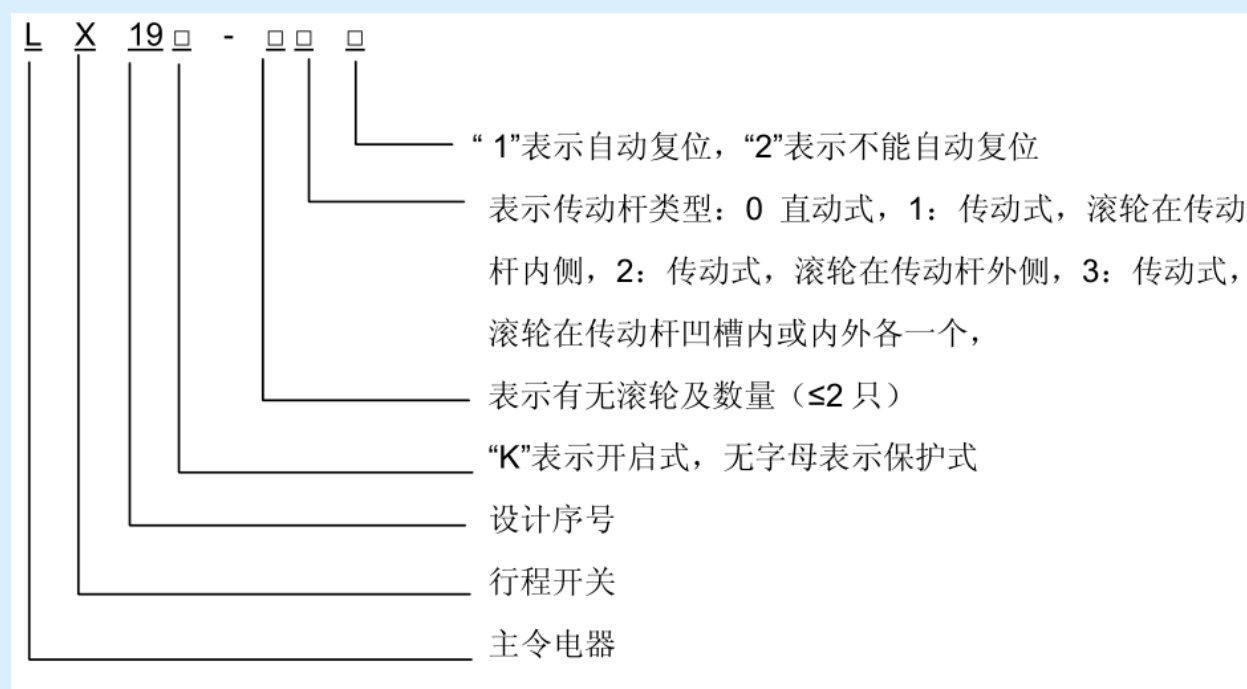 L X 19 □ - □ □ □
“ 1”表示自动复位，“2”表示不能自动复位
表示传动杆类型：0 直动式，1：传动式，滚轮在传动
杆内侧，2：传动式，滚轮在传动杆外侧，3：传动式，
滚轮在传动杆凹槽内或内外各一个，
表示有无滚轮及数量（≤2 只）
“K”表示开启式，无字母表示保护式
设计序号
行程开关
主令电器